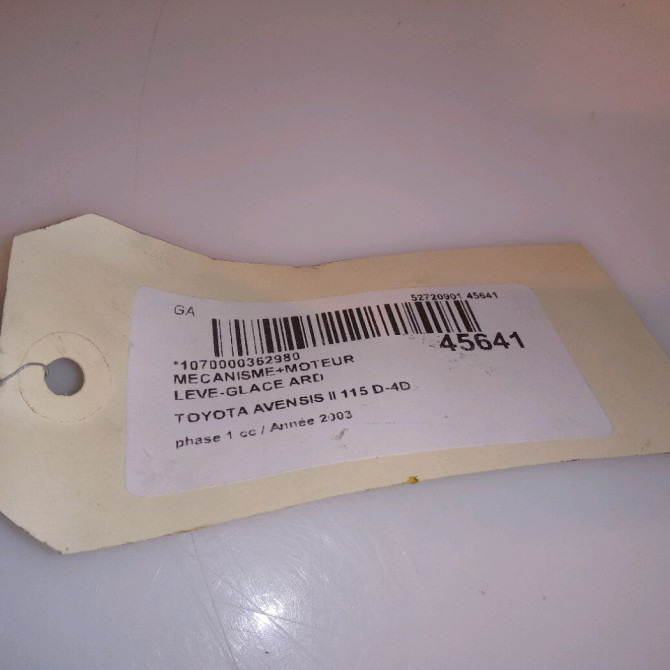 GA
52720901 45641
45641
*1070000362980
MECANISME+MOTEUR
LEVE-GLACE ARD
TOYOTA AVENSIS II 115 D-4D
phase 1 cc / Année 2003